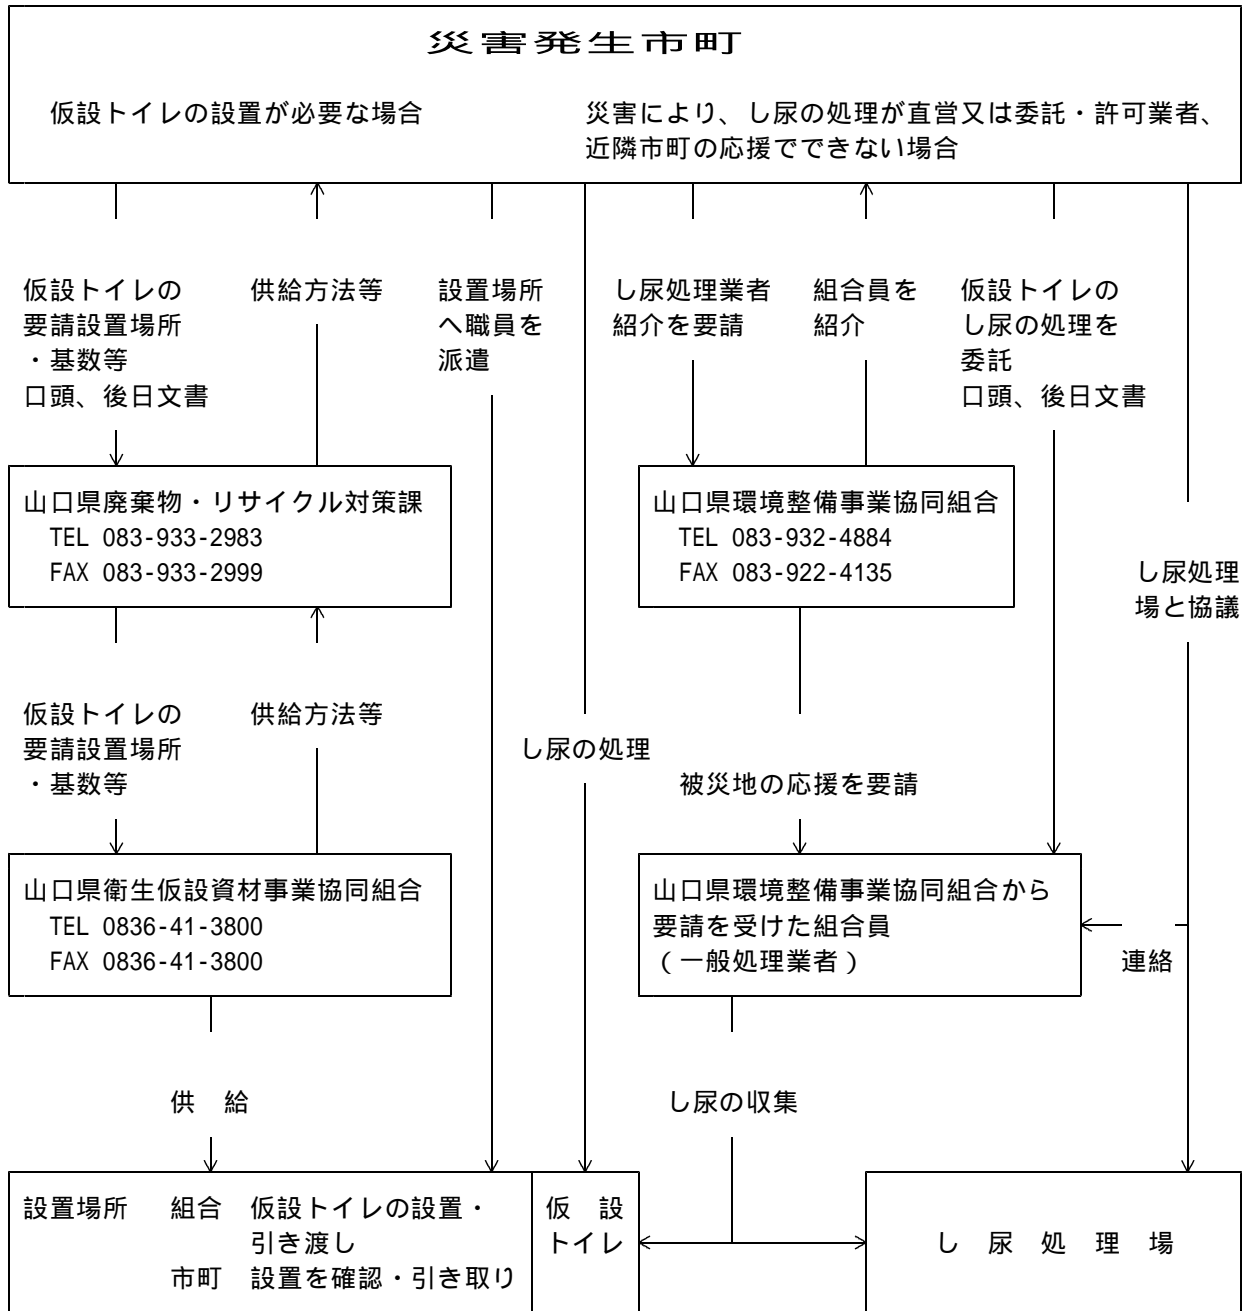 災害発生市町
仮設トイレの設置が必要な場合
災害により、し尿の処理が直営又は委託・許可業者、
近隣市町の応援でできない場合
仮設トイレの
要請設置場所
・基数等
口頭、後日文書
供給方法等
設置場所
へ職員を
派遣
し尿処理業者
紹介を要請
組合員を
紹介
仮設トイレの
し尿の処理を
委託
口頭、後日文書
山口県廃棄物・リサイクル対策課
TEL 083-933-2983
FAX 083-933-2999
山口県環境整備事業協同組合
TEL 083-932-4884
FAX 083-922-4135
し尿処理
場と協議
仮設トイレの
要請設置場所
・基数等
供給方法等
し尿の処理
被災地の応援を要請
山口県衛生仮設資材事業協同組合
TEL 0836-41-3800
FAX 0836-41-3800
山口県環境整備事業協同組合から
要請を受けた組合員
(一般処理業者)
連絡
供 給
し尿の収集
設置場所 組合 仮設トイレの設置・
引き渡し
市町 設置を確認・引き取り
仮 設
トイレ
し 尿 処 理 場